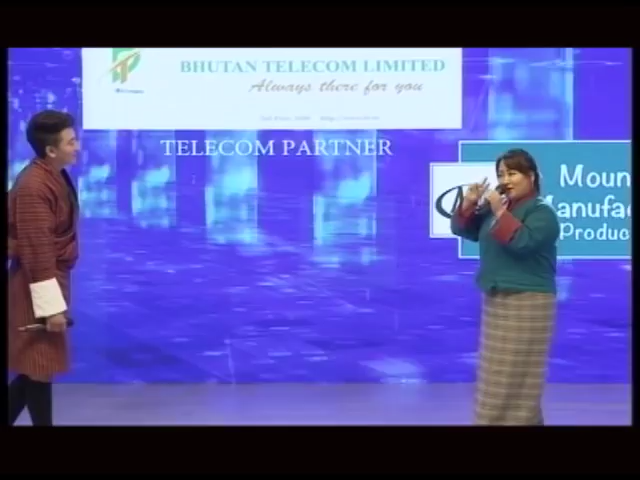 BHUTAN TELECOM LIMITED
Always there for you
TELECOM PARTNER
Moun
Manufac
Produc